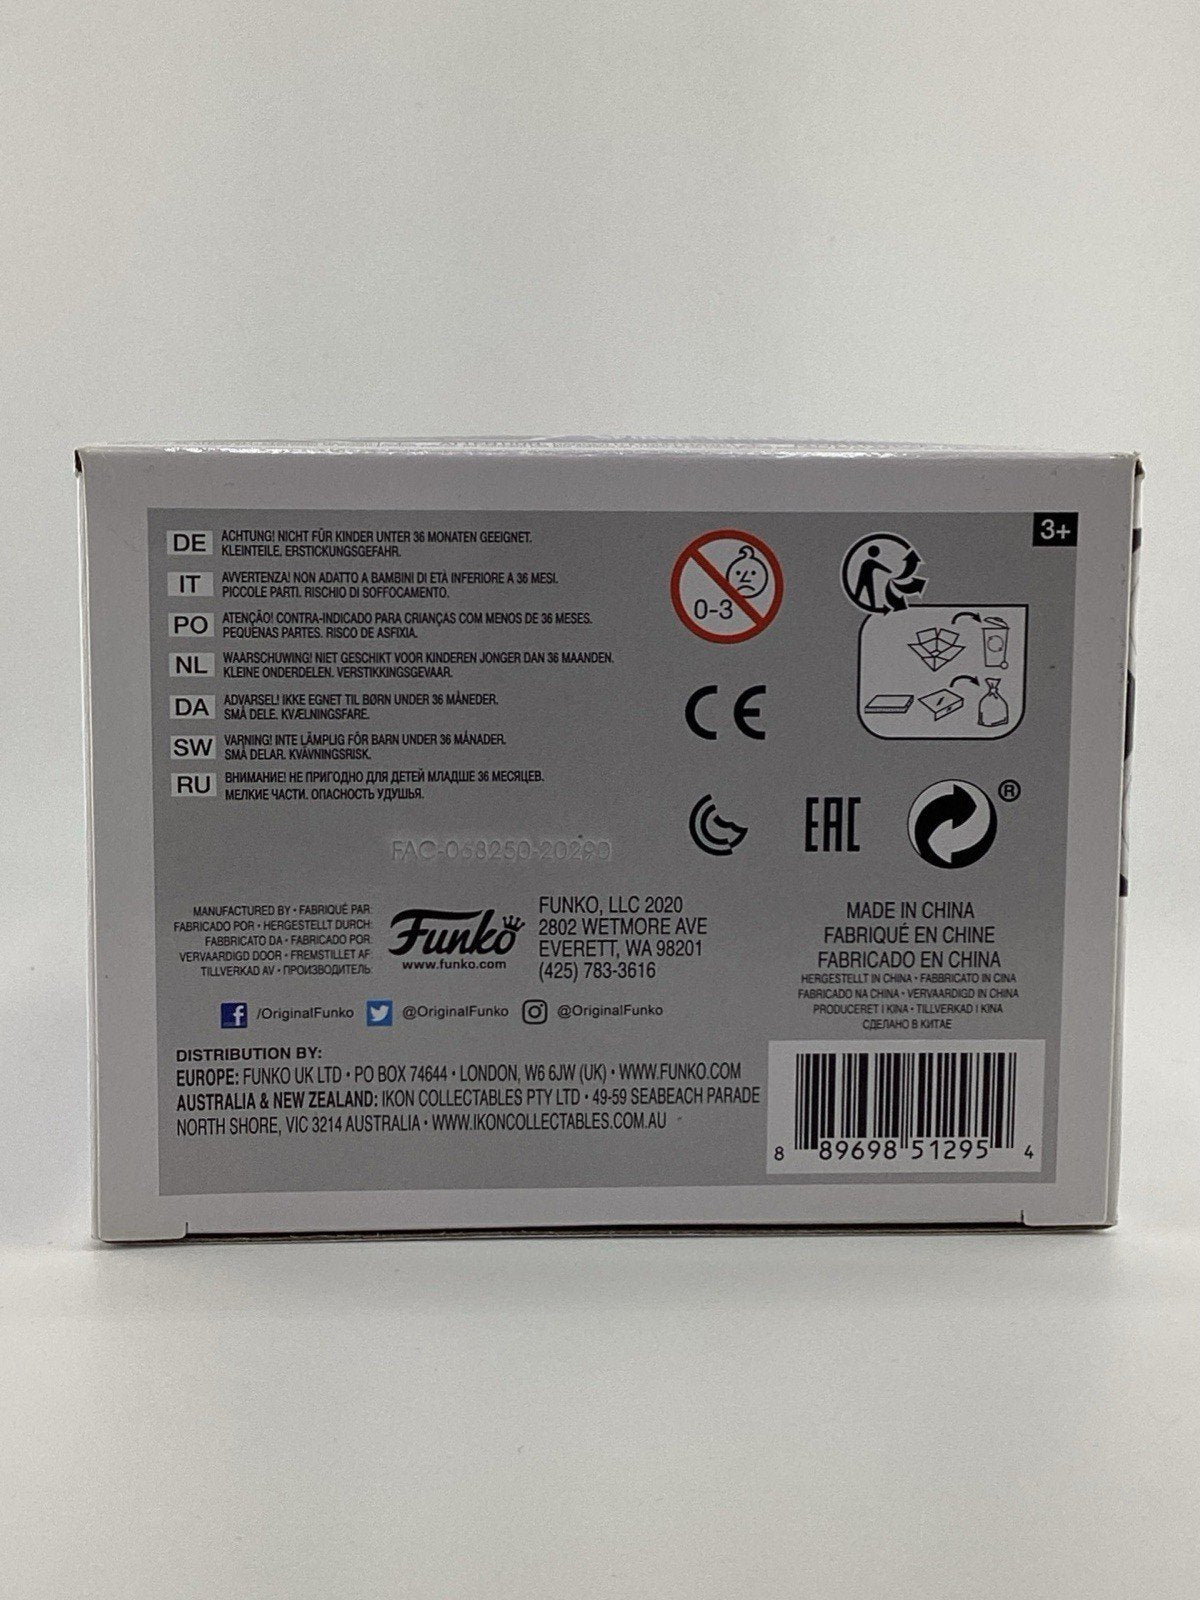 3+
DE ACHTUNG! NICHT FÜR KINDER UNTER 36 MONATEN GEEIGNET.
KLEINTEILE. ERSTICKUNGSGEFAHR.
IT AVVERTENZA! NON ADATTO A BAMBINI DI ETÀ INFERIORE A 36 MESI.
PICCOLE PARTI. RISCHIO DI SOFFOCAMENTO.
PO ATENÇÃO! CONTRA-INDICADO PARA CRIANÇAS COM MENOS DE 36 MESES.
PEQUENAS PARTES. RISCO DE ASFIXIA.
NL WAARSCHUWING! NIET GESCHIKT VOOR KINDEREN JONGER DAN 36 MAANDEN.
KLEINE ONDERDELEN. VERSTIKKINGSGEVAAR.
DA ADVARSEL! IKKE EGNET TIL BØRN UNDER 36 MÅNEDER.
SMÅ DELE. KVÆLNINGSFARE.
SW VARNING! INTE LÄMPLIG FÖR BARN UNDER 36 MÅNADER.
SMÅ DELAR. KVÄVNINGSRISK.
RU ВНИМАНИЕ! НЕ ПРИГОДНО ДЛЯ ДЕТЕЙ МЛАДШЕ 36 МЕСЯЦЕВ.
МЕЛКИЕ ЧАСТИ. ОПАСНОСТЬ УДУШЬЯ.
0-3
CE
EAC
®
FAC-068250-20290
MANUFACTURED BY • FABRIQUÉ PAR:
FABRICADO POR • HERGESTELLT DURCH:
FABBRICATO DA • FABRICADO POR:
VERVAARDIGD DOOR • FREMSTILLET AF:
TILLVERKAD AV • ПРОИЗВОДИТЕЛЬ:
Funko
www.funko.com
FUNKO, LLC 2020
2802 WETMORE AVE
EVERETT, WA 98201
(425) 783-3616
MADE IN CHINA
FABRIQUÉ EN CHINE
FABRICADO EN CHINA
HERGESTELLT IN CHINA • FABBRICATO IN CINA
FABRICADO NA CHINA • VERVAARDIGD IN CHINA
PRODUCERET I KINA • TILLVERKAD I KINA
СДЕЛАНО В КИТАЕ
/OriginalFunko @OriginalFunko @OriginalFunko
DISTRIBUTION BY:
EUROPE: FUNKO UK LTD • PO BOX 74644 • LONDON, W6 6JW (UK) • WWW.FUNKO.COM
AUSTRALIA & NEW ZEALAND: IKON COLLECTABLES PTY LTD • 49-59 SEABEACH PARADE
NORTH SHORE, VIC 3214 AUSTRALIA • WWW.IKONCOLLECTABLES.COM.AU
8 89698 51295 4